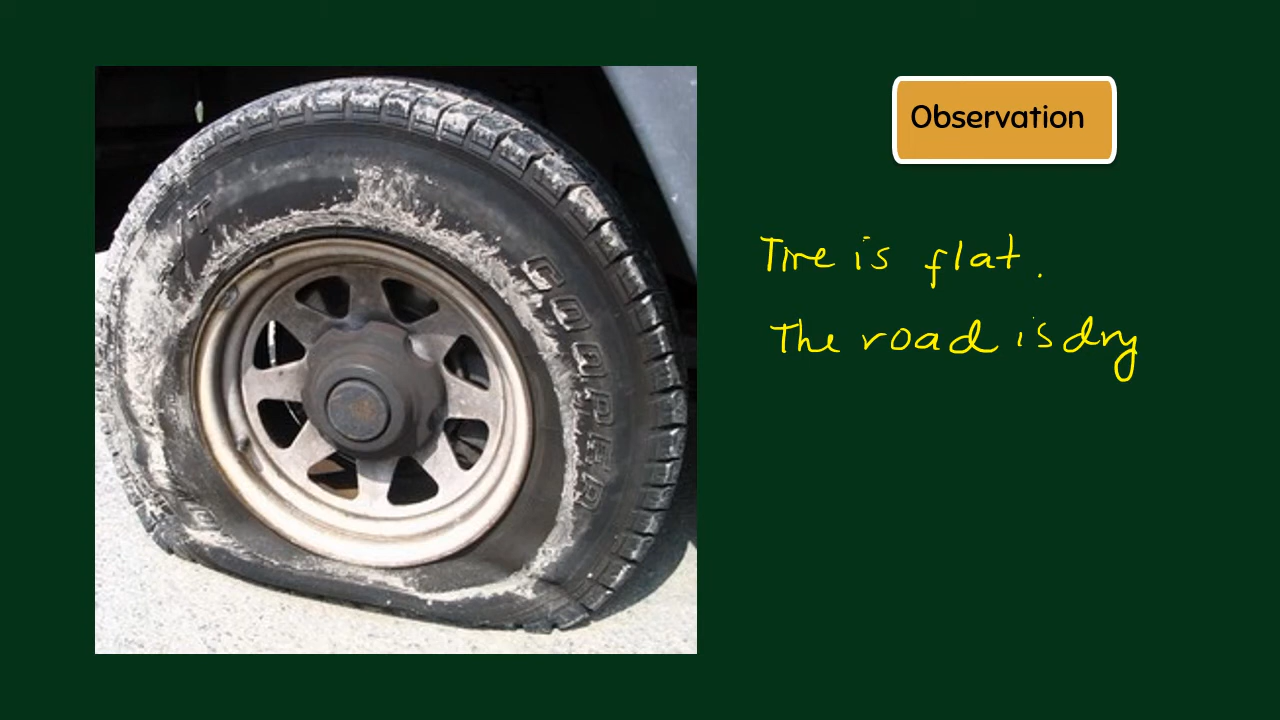 Observation
Tire is flat.
The road is dry
COOPER